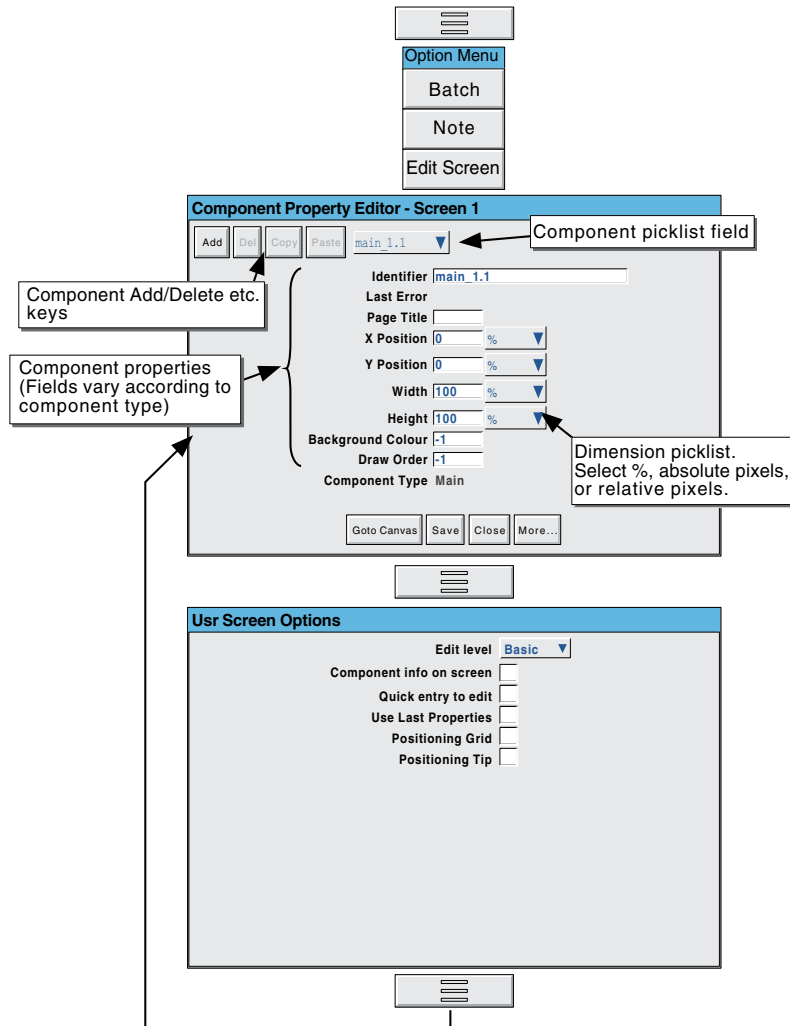 Option Menu
Batch
Note
Edit Screen
Component Property Editor - Screen 1
Add Del Copy Paste main_1.1
Component picklist field
Component Add/Delete etc.
keys
Identifier main_1.1
Last Error
Page Title
X Position 0 %
Y Position 0 %
Width 100 %
Height 100 %
Background Colour -1
Draw Order -1
Component Type Main
Component properties
(Fields vary according to
component type)
Dimension picklist.
Select %, absolute pixels,
or relative pixels.
Goto Canvas Save Close More...
Usr Screen Options
Edit level Basic
Component info on screen
Quick entry to edit
Use Last Properties
Positioning Grid
Positioning Tip